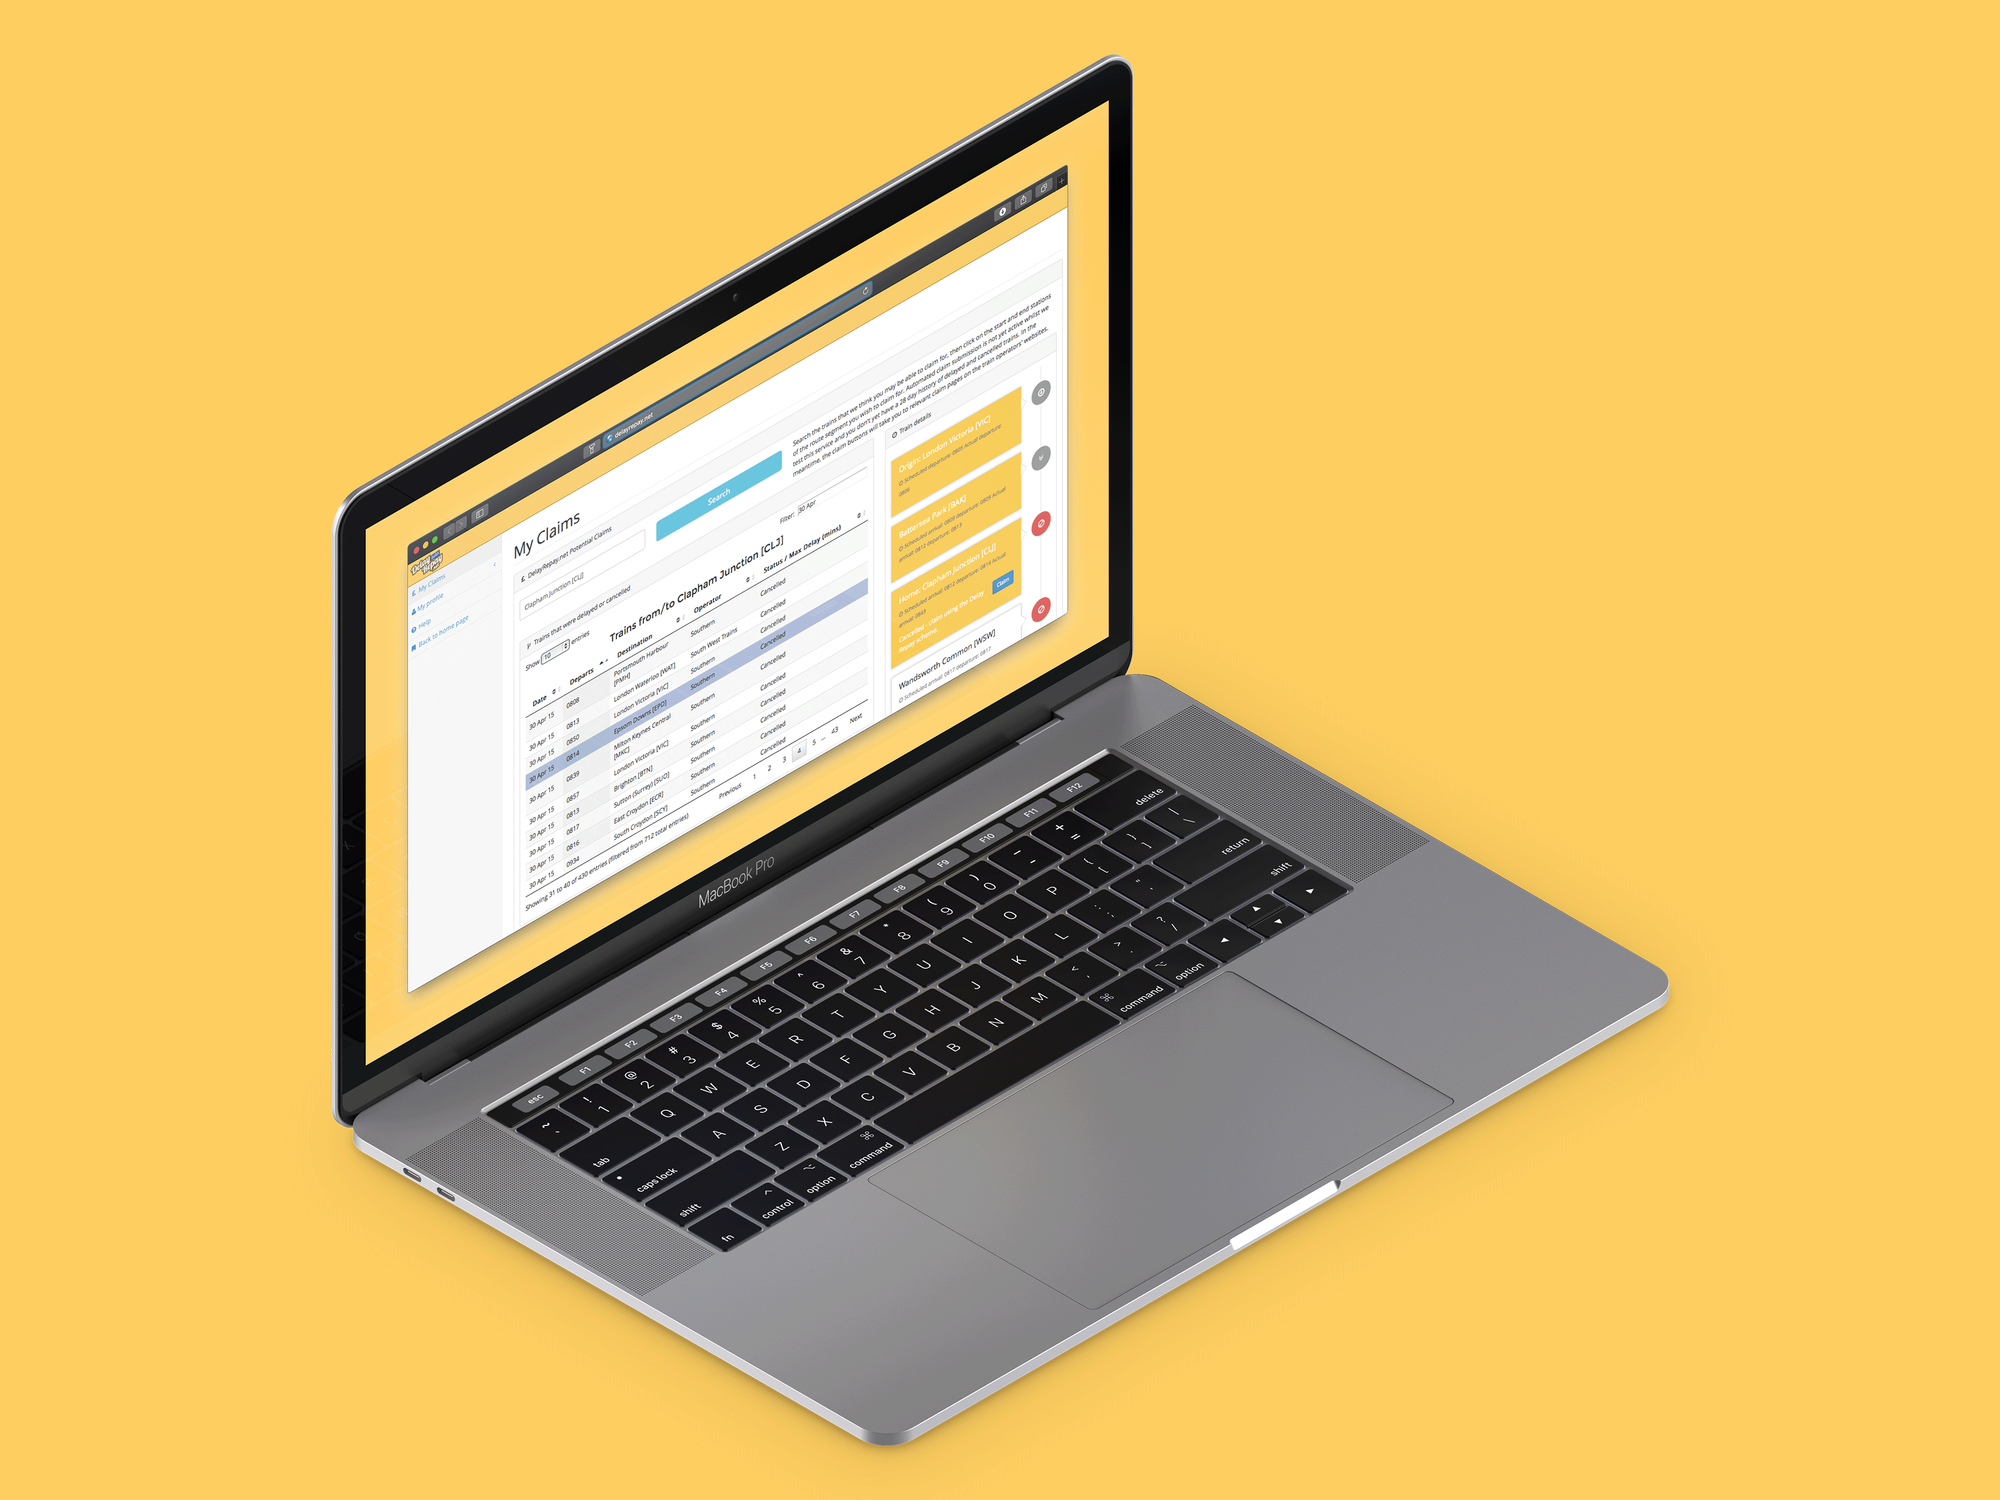 delayrepay.net
Delay Repay
My Claims
My profile
Help
Back to home page
My Claims
£ DelayRepay.net Potential Claims
Clapham Junction [CLJ]
Search
Search the trains that we think you may be able to claim for, then click on the start and end stations
of the route segment you wish to claim for. Automated claim submission is not yet active whilst we
test this service and you don't yet have a 28 day history of delayed and cancelled trains. In the
meantime, the claim buttons will take you to relevant claim pages on the train operators' websites.
Trains that were delayed or cancelled
Show 10 entries
Filter: 30 Apr
Trains from/to Clapham Junction [CLJ]
Date Departs Destination Operator Status / Max Delay (mins)
30 Apr 15 0808 Portsmouth Harbour [PMH] Southern Cancelled
30 Apr 15 0813 London Waterloo [WAT] South West Trains Cancelled
30 Apr 15 0850 London Victoria [VIC] Southern Cancelled
30 Apr 15 0814 Epsom Downs [EPD] Southern Cancelled
30 Apr 15 0839 Milton Keynes Central [MKC] Southern Cancelled
30 Apr 15 0857 London Victoria [VIC] Southern Cancelled
30 Apr 15 0813 Brighton [BTN] Southern Cancelled
30 Apr 15 0817 Sutton (Surrey) [SUO] Southern Cancelled
30 Apr 15 0816 East Croydon [ECR] Southern Cancelled
30 Apr 15 0934 South Croydon [SCY] Southern Cancelled
Showing 31 to 40 of 430 entries (filtered from 712 total entries)
Previous 1 2 3 4 5 … 43 Next
Train details
Origin: London Victoria [VIC]
Scheduled departure: 0805 Actual departure:
0806
Battersea Park [BAK]
Scheduled arrival: 0809 departure: 0809 Actual
arrival: 0812 departure: 0813
Home: Clapham Junction [CLJ]
Scheduled arrival: 0812 departure: 0814 Actual
arrival: 0843
Cancelled - claim using the Delay
Repay scheme.
Claim
Wandsworth Common [WSW]
Scheduled arrival: 0817 departure: 0817
MacBook Pro
esc F1 F2 F3 F4 F5 F6 F7 F8 F9 F10 F11 F12
~ ` ! 1 @ 2 # 3 $ 4 % 5 ^ 6 & 7 * 8 ( 9 ) 0 _ - + = delete
tab Q W E R T Y U I O P { [ } ] | \
caps lock A S D F G H J K L : ; " ' return
shift Z X C V B N M < , > . ? / shift
fn ^ control ⌥ option ⌘ command ⌘ command ⌥ option ◀ ▲ ▼ ▶